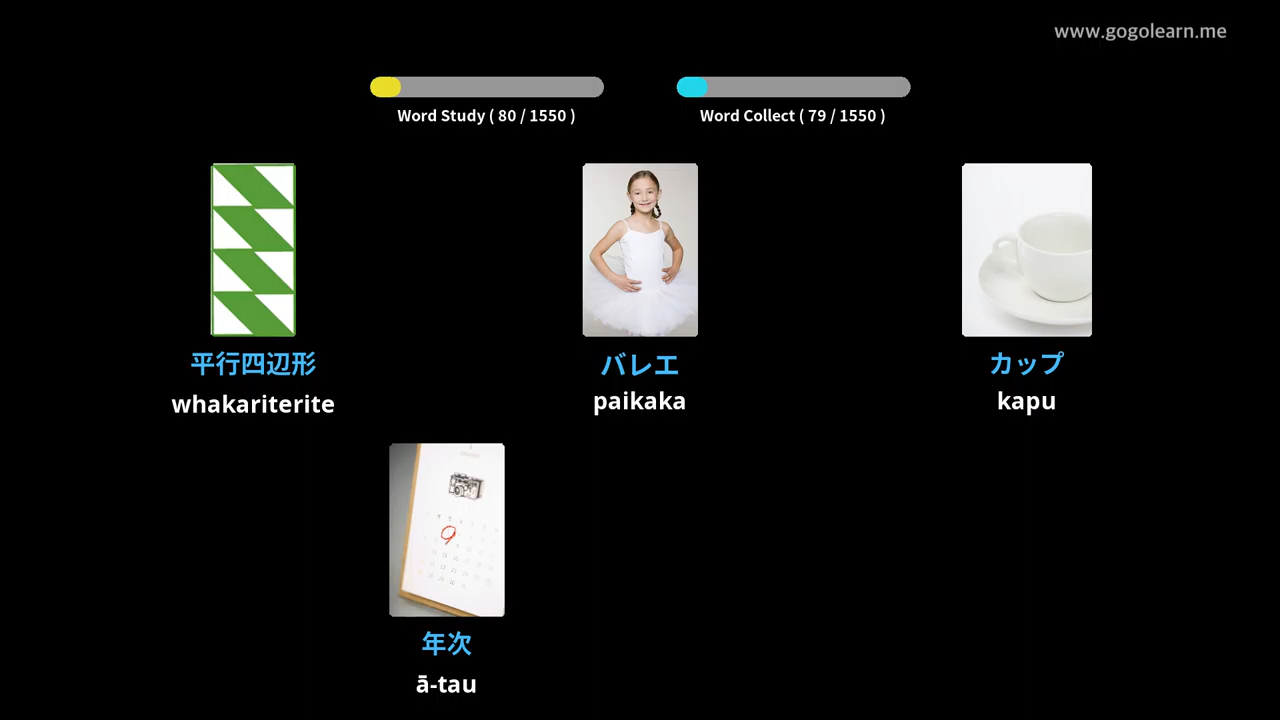 www.gogolearn.me
Word Study ( 80 / 1550 )
Word Collect ( 79 / 1550 )
平行四辺形
whakariterite
バレエ
paikaka
カップ
kapu
年次
ā-tau